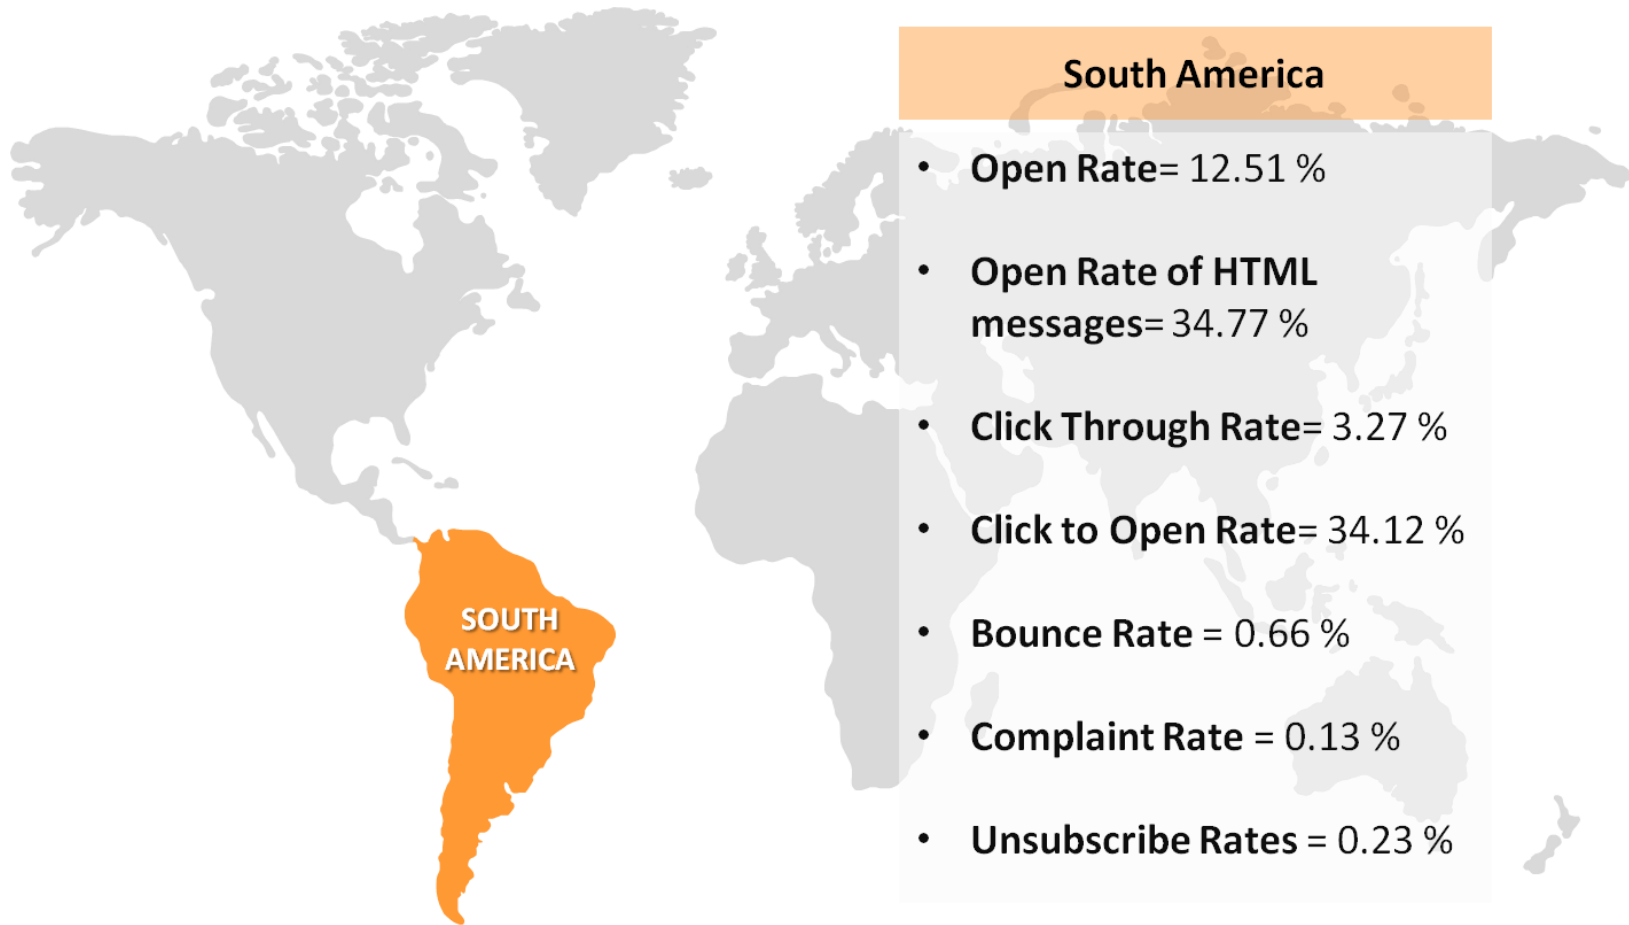 South America
• Open Rate= 12.51 %
• Open Rate of HTML
messages= 34.77 %
• Click Through Rate= 3.27 %
• Click to Open Rate= 34.12 %
• Bounce Rate = 0.66 %
• Complaint Rate = 0.13 %
• Unsubscribe Rates = 0.23 %
SOUTH
AMERICA